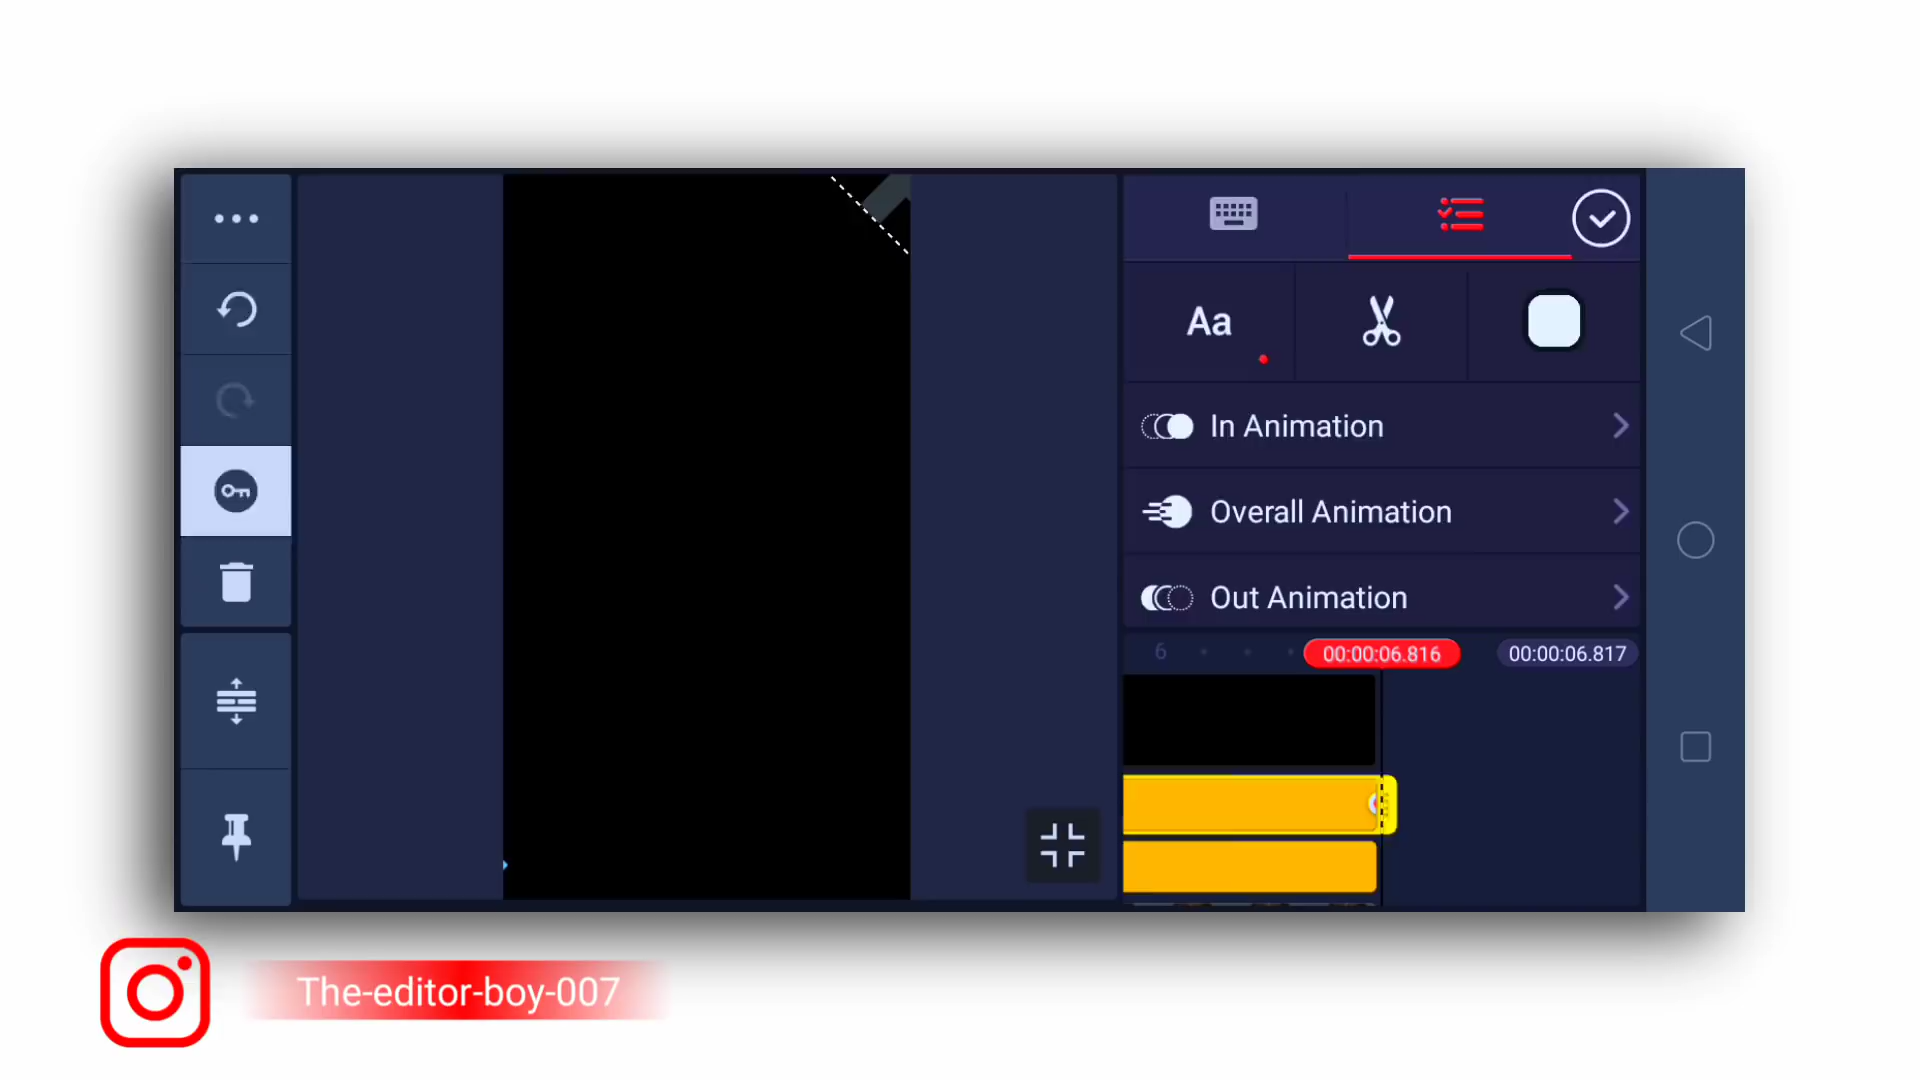 Aa
In Animation
Overall Animation
Out Animation
6
00:00:06.816
00:00:06.817
The-editor-boy-007